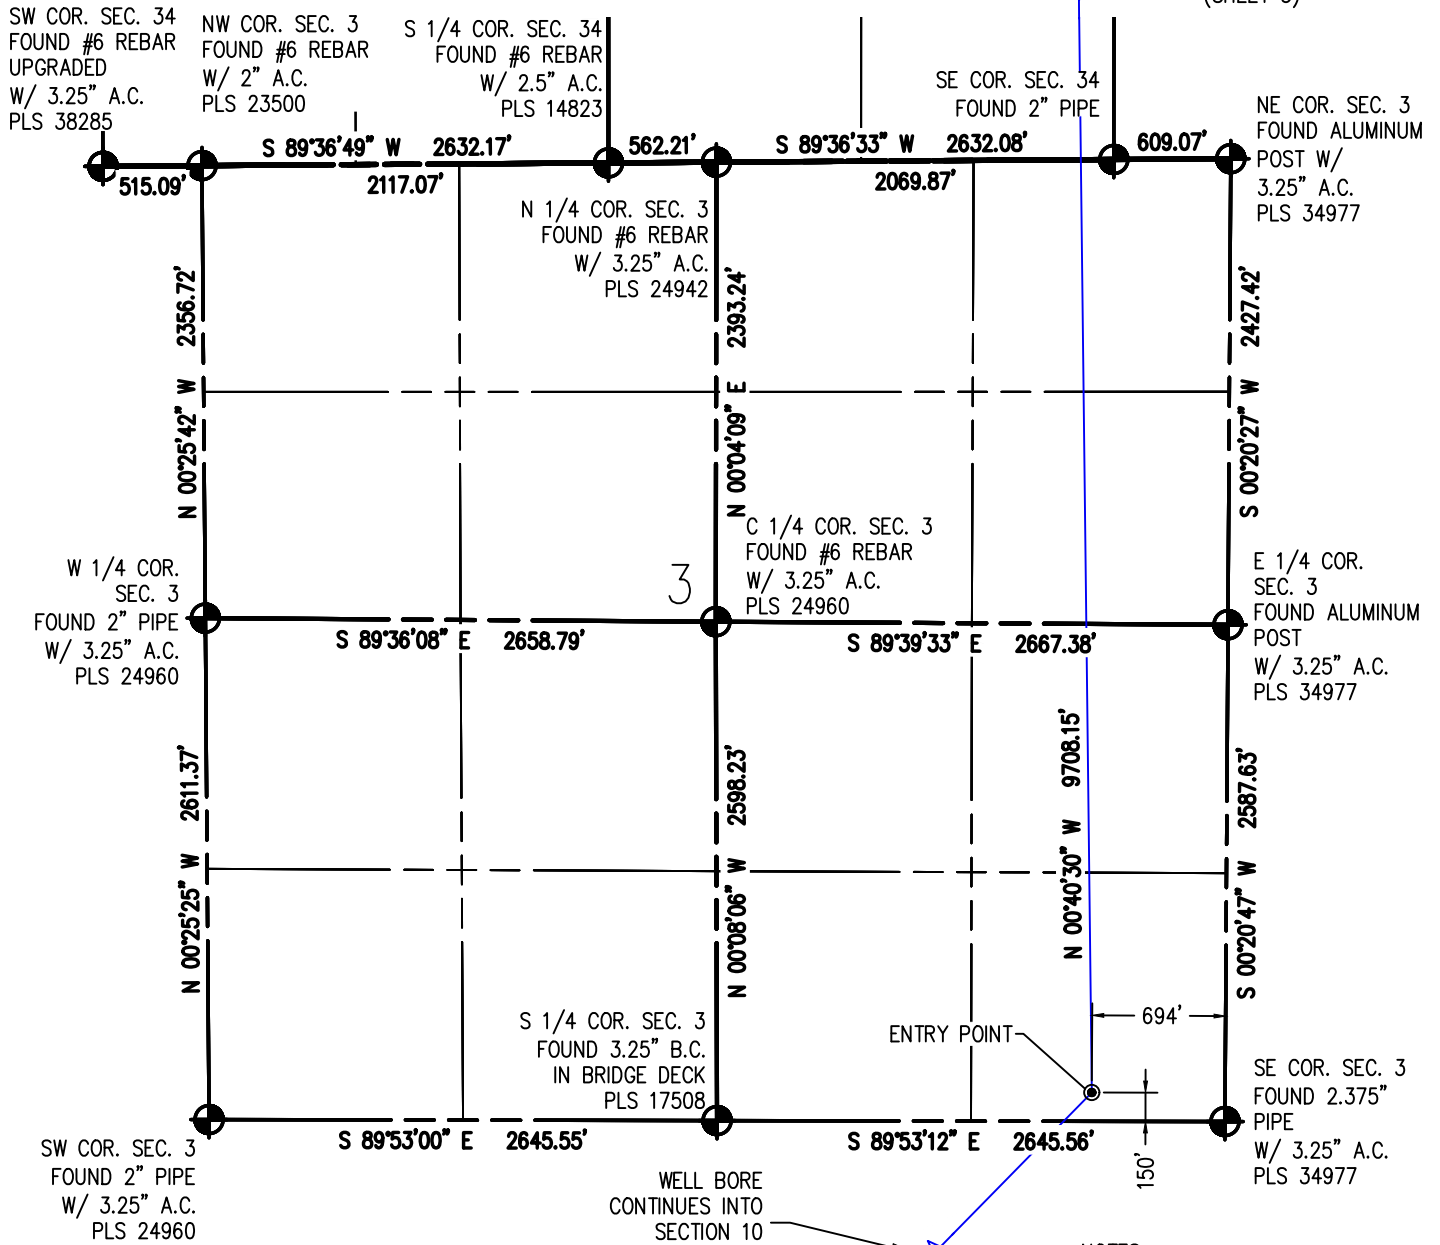 SW COR. SEC. 34
FOUND #6 REBAR
UPGRADED
W/ 3.25" A.C.
PLS 38285
NW COR. SEC. 3
FOUND #6 REBAR
W/ 2" A.C.
PLS 23500
S 1/4 COR. SEC. 34
FOUND #6 REBAR
W/ 2.5" A.C.
PLS 14823
SE COR. SEC. 34
FOUND 2" PIPE
NE COR. SEC. 3
FOUND ALUMINUM
POST W/
3.25" A.C.
PLS 34977
S 89°36'49" W 2632.17'
562.21'
S 89°36'33" W 2632.08'
609.07'
515.09'
2117.07'
2069.87'
N 1/4 COR. SEC. 3
FOUND #6 REBAR
W/ 3.25" A.C.
PLS 24942
N 00°25'42" W 2356.72'
N 00°04'09" E 2393.24'
S 00°20'27" W 2427.42'
C 1/4 COR. SEC. 3
FOUND #6 REBAR
W/ 3.25" A.C.
PLS 24960
3
W 1/4 COR.
SEC. 3
FOUND 2" PIPE
W/ 3.25" A.C.
PLS 24960
E 1/4 COR.
SEC. 3
FOUND ALUMINUM
POST
W/ 3.25" A.C.
PLS 34977
S 89°36'08" E 2658.79'
S 89°39'33" E 2667.38'
N 00°25'25" W 2611.37'
N 00°08'06" W 2598.23'
N 00°40'30" W 9708.15'
S 00°20'47" W 2587.63'
694'
ENTRY POINT
S 1/4 COR. SEC. 3
FOUND 3.25" B.C.
IN BRIDGE DECK
PLS 17508
SE COR. SEC. 3
FOUND 2.375"
PIPE
W/ 3.25" A.C.
PLS 34977
S 89°53'00" E 2645.55'
S 89°53'12" E 2645.56'
150'
SW COR. SEC. 3
FOUND 2" PIPE
W/ 3.25" A.C.
PLS 24960
WELL BORE
CONTINUES INTO
SECTION 10